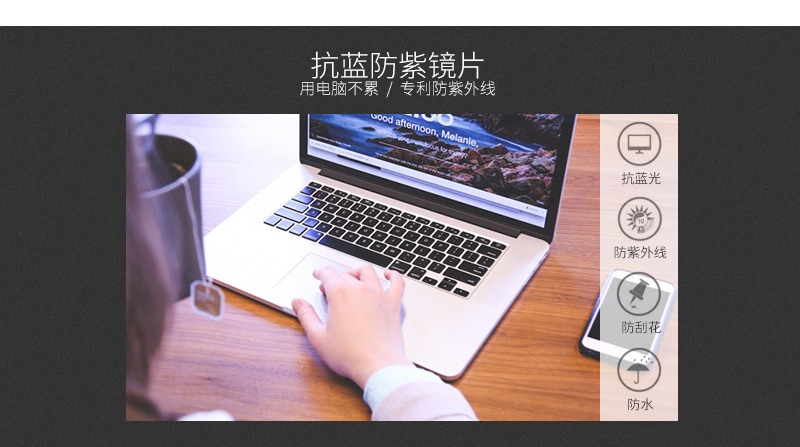 抗蓝防紫镜片
用电脑不累 / 专利防紫外线
Good afternoon, Melanie.
抗蓝光
10
防紫外线
防刮花
防水